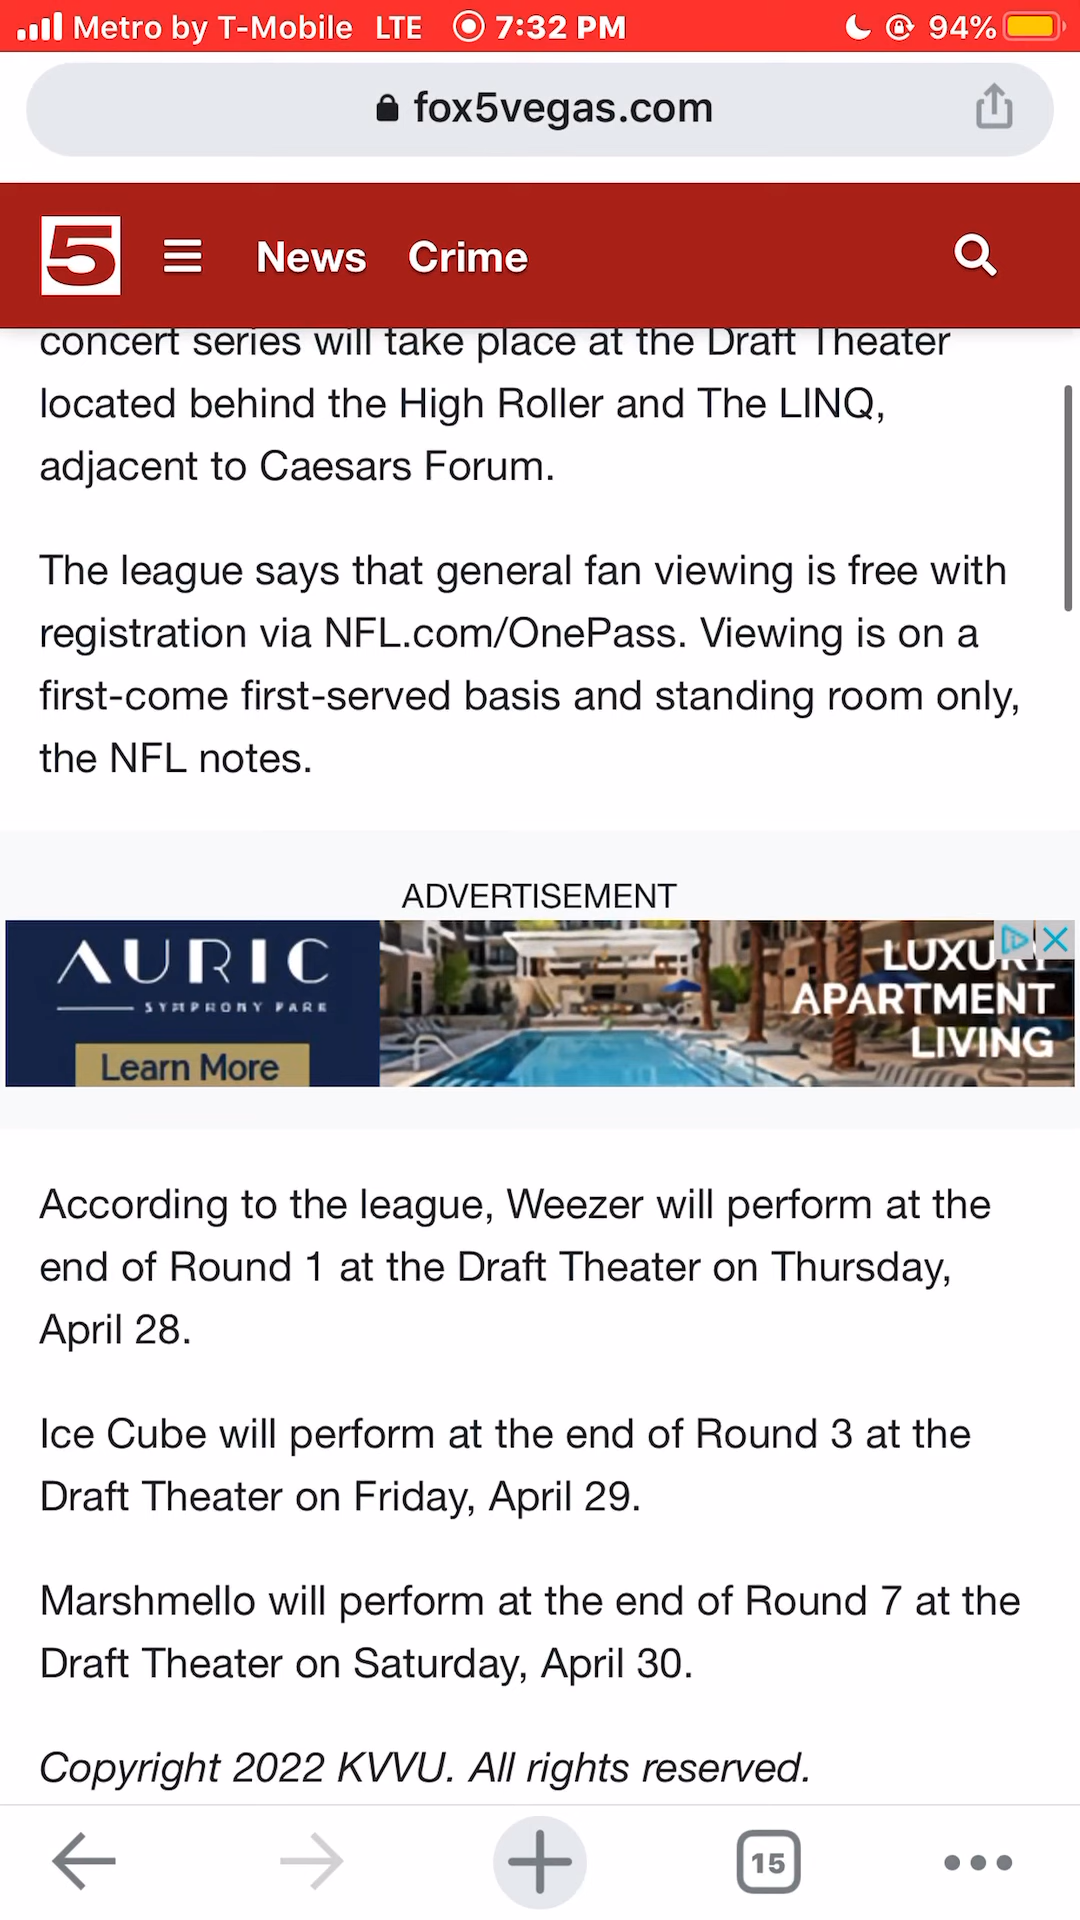 Metro by T-Mobile LTE 7:32 PM 94%
fox5vegas.com
5 News Crime
concert series will take place at the Draft Theater
located behind the High Roller and The LINQ,
adjacent to Caesars Forum.
The league says that general fan viewing is free with
registration via NFL.com/OnePass. Viewing is on a
first-come first-served basis and standing room only,
the NFL notes.
ADVERTISEMENT
AURIC
SYMPHONY PARK
Learn More
LUXURY
APARTMENT
LIVING
According to the league, Weezer will perform at the
end of Round 1 at the Draft Theater on Thursday,
April 28.
Ice Cube will perform at the end of Round 3 at the
Draft Theater on Friday, April 29.
Marshmello will perform at the end of Round 7 at the
Draft Theater on Saturday, April 30.
Copyright 2022 KVVU. All rights reserved.
15